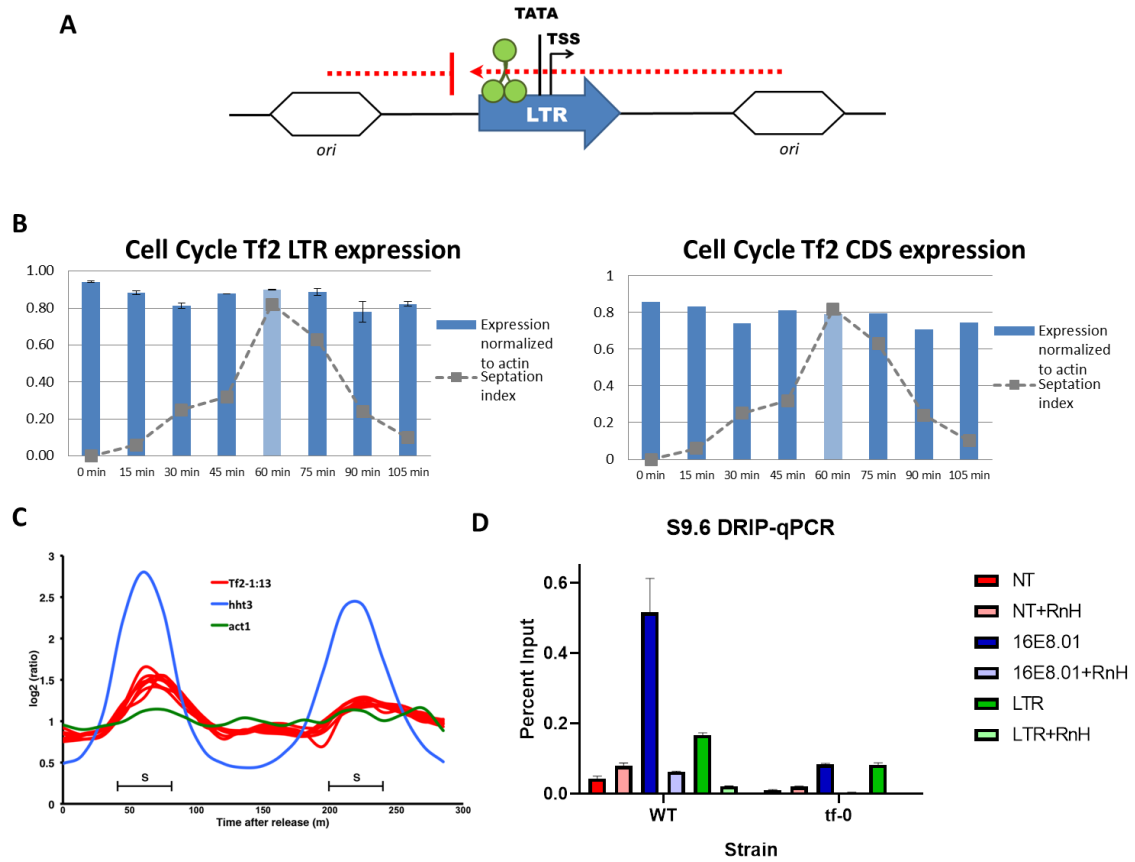 A
TATA
TSS
LTR
ori
ori
B
Cell Cycle Tf2 LTR expression
1.00
0.80
0.60
0.40
0.20
0.00
0 min 15 min 30 min 45 min 60 min 75 min 90 min 105 min
Expression
normalized
to actin
Septation
index
Cell Cycle Tf2 CDS expression
1
0.8
0.6
0.4
0.2
0
0 min 15 min 30 min 45 min 60 min 75 min 90 min 105 min
Expression
normalized
to actin
Septation
index
C
3
2.5
2
1.5
1
0.5
0
log2 (ratio)
Tf2-1:13
hht3
act1
S
S
0 50 100 150 200 250 300
Time after release (m)
D
S9.6 DRIP-qPCR
Percent Input
0.6
0.4
0.2
0.0
WT tf-0
Strain
NT
NT+RnH
16E8.01
16E8.01+RnH
LTR
LTR+RnH